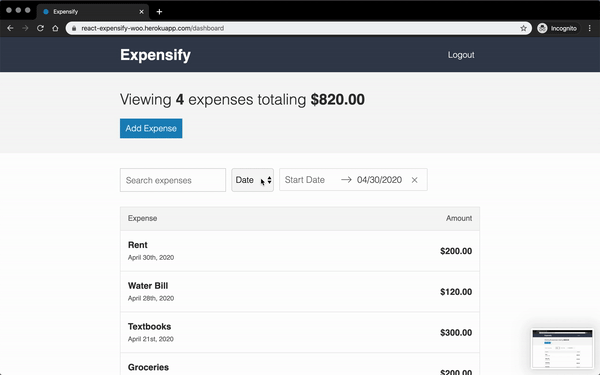 Expensify
react-expensify-woo.herokuapp.com/dashboard
Incognito
Expensify
Logout
Viewing 4 expenses totaling $820.00
Add Expense
Search expenses
Date
Start Date
04/30/2020
Expense Amount
Rent
April 30th, 2020
$200.00
Water Bill
April 28th, 2020
$120.00
Textbooks
April 21st, 2020
$300.00
Groceries
$200.00